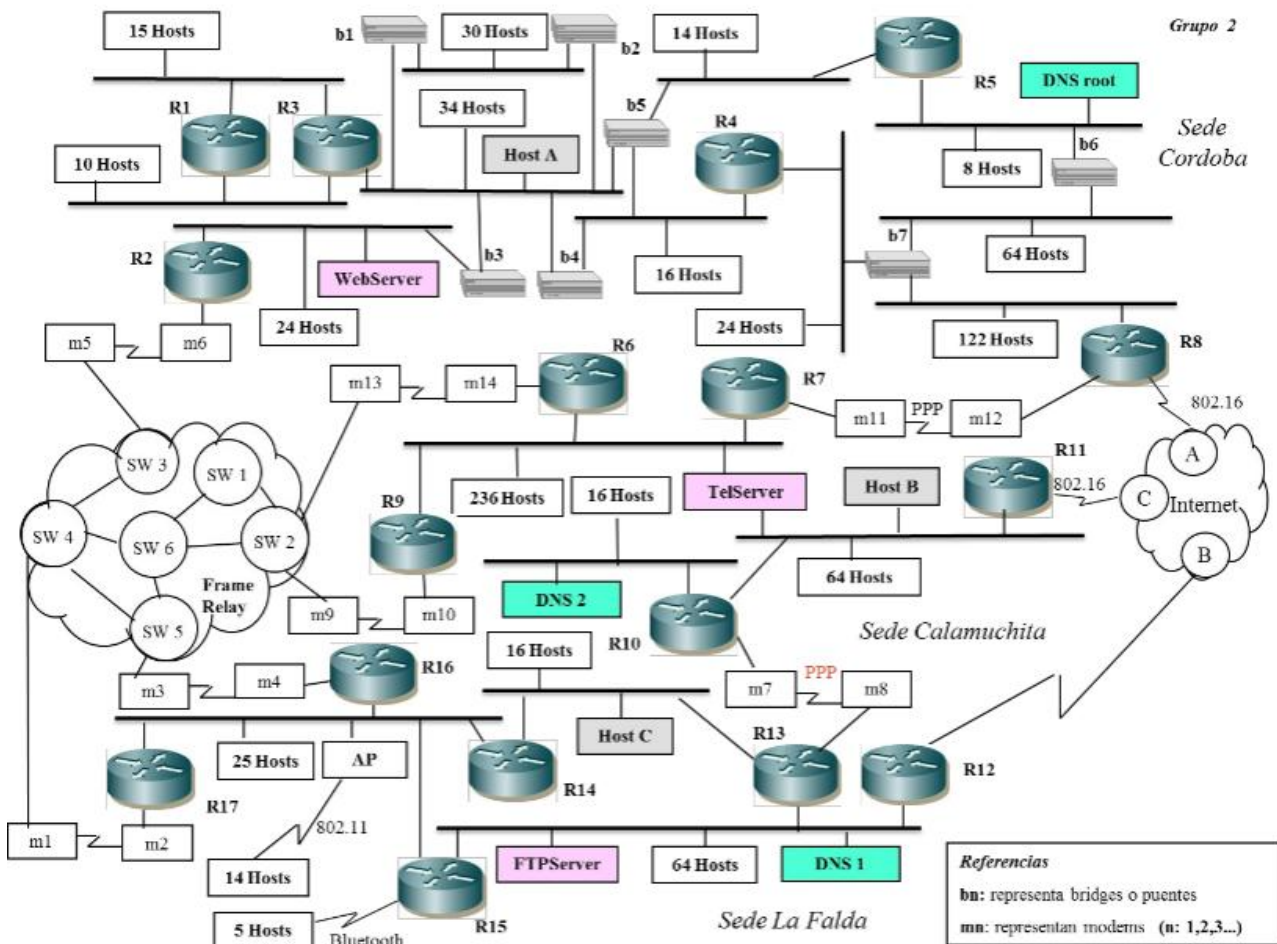 15 Hosts
b1
30 Hosts
b2
14 Hosts
Grupo 2
R5
DNS root
R1
R3
34 Hosts
b5
R4
Sede
Cordoba
10 Hosts
Host A
8 Hosts
b6
R2
WebServer
b3
b4
16 Hosts
b7
64 Hosts
24 Hosts
24 Hosts
122 Hosts
R8
m5
m6
m13
m14
R6
R7
m11
PPP
m12
802.16
SW 3
SW 1
R11
A
R9
236 Hosts
16 Hosts
TelServer
Host B
802.16
C
Internet
SW 4
SW 6
SW 2
B
Frame
Relay
64 Hosts
SW 5
m9
m10
DNS 2
R10
Sede Calamuchita
m3
m4
R16
16 Hosts
m7
PPP
m8
Host C
R13
R12
25 Hosts
AP
R14
R17
m1
m2
802.11
FTPServer
64 Hosts
DNS 1
14 Hosts
5 Hosts
Bluetooth
R15
Sede La Falda
Referencias
bn: representa bridges o puentes
mn: representan modems (n: 1,2,3...)